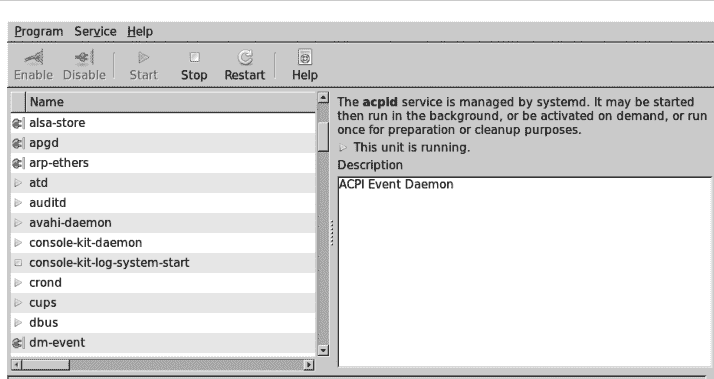 Program Service Help
Enable Disable Start Stop Restart Help
Name
alsa-store
apgd
arp-ethers
atd
auditd
avahi-daemon
console-kit-daemon
console-kit-log-system-start
crond
cups
dbus
dm-event
The acpid service is managed by systemd. It may be started
then run in the background, or be activated on demand, or run
once for preparation or cleanup purposes.
This unit is running.
Description
ACPI Event Daemon